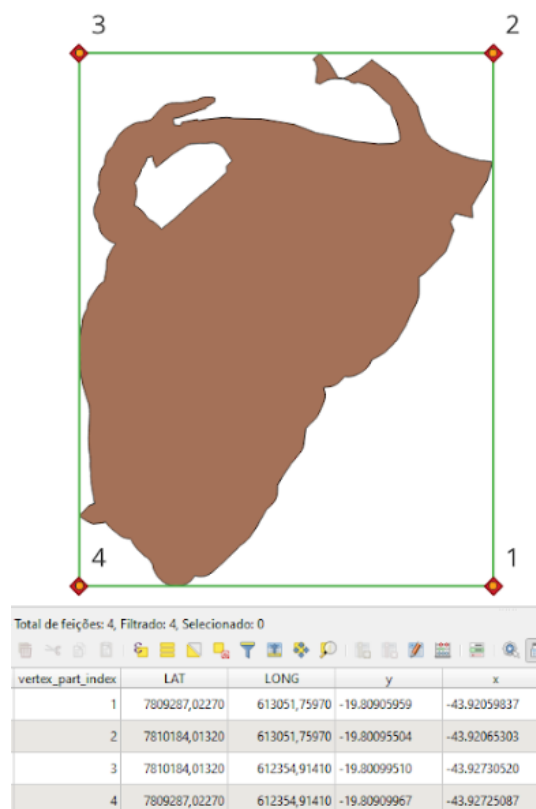 3 2
4 1
Total de feições: 4, Filtrado: 4, Selecionado: 0
vertex_part_index LAT LONG y x
1 7809287,02270 613051,75970 -19.80905959 -43.92059837
2 7810184,01320 613051,75970 -19.80095504 -43.92065303
3 7810184,01320 612354,91410 -19.80099510 -43.92730520
4 7809287,02270 612354,91410 -19.80909967 -43.92725087